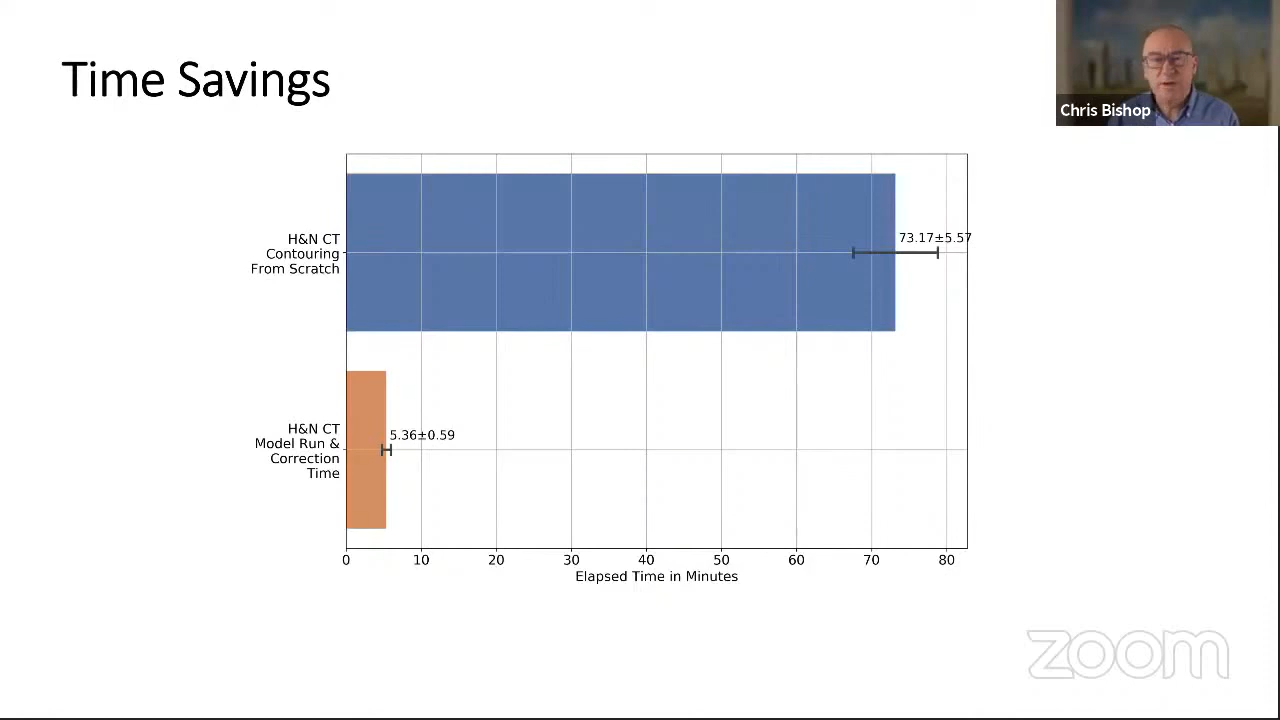 Time Savings
Chris Bishop
H&N CT
Contouring
From Scratch
73.17±5.57
H&N CT
Model Run &
Correction
Time
5.36±0.59
0 10 20 30 40 50 60 70 80
Elapsed Time in Minutes
zoom